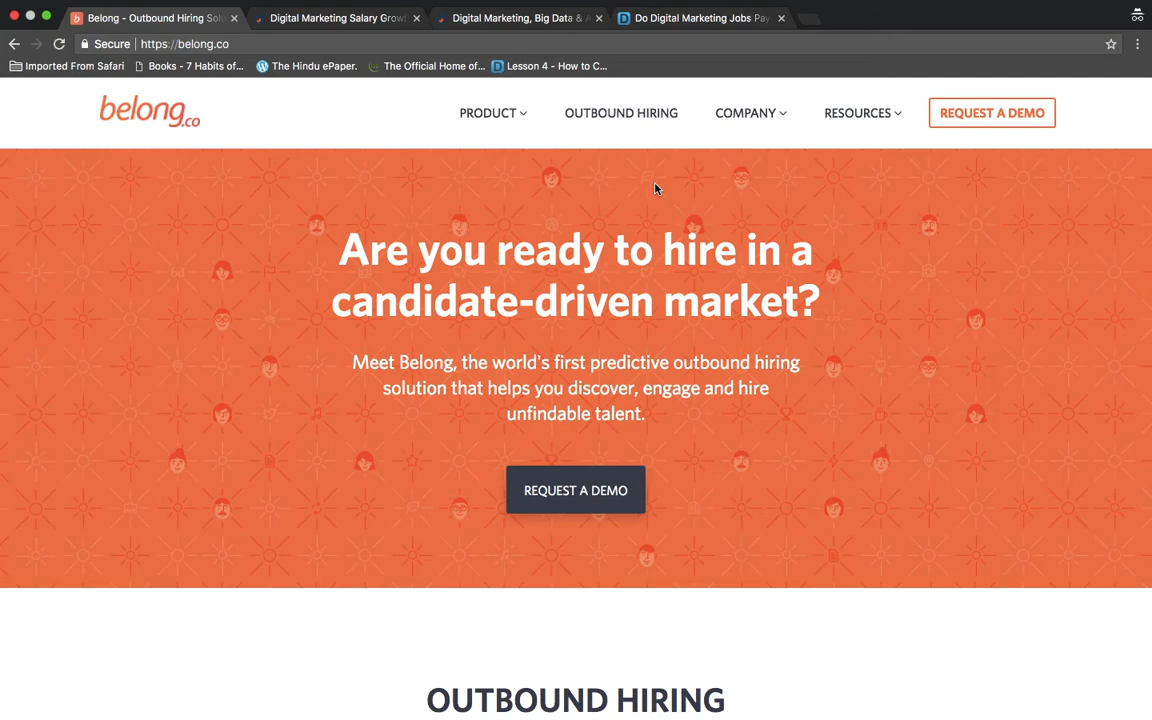 Belong - Outbound Hiring Solu
Digital Marketing Salary Growt
Digital Marketing, Big Data & A
Do Digital Marketing Jobs Pay
Secure
https://belong.co
Imported From Safari
Books - 7 Habits of...
The Hindu ePaper.
The Official Home of...
Lesson 4 - How to C...
belong.co
PRODUCT
OUTBOUND HIRING
COMPANY
RESOURCES
REQUEST A DEMO
Are you ready to hire in a
candidate-driven market?
Meet Belong, the world's first predictive outbound hiring
solution that helps you discover, engage and hire
unfindable talent.
REQUEST A DEMO
OUTBOUND HIRING